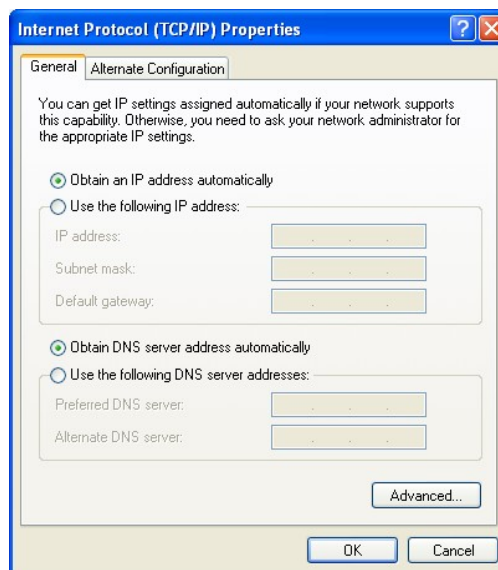 Internet Protocol (TCP/IP) Properties
General
Alternate Configuration
You can get IP settings assigned automatically if your network supports
this capability. Otherwise, you need to ask your network administrator for
the appropriate IP settings.
Obtain an IP address automatically
Use the following IP address:
IP address:
Subnet mask:
Default gateway:
Obtain DNS server address automatically
Use the following DNS server addresses:
Preferred DNS server:
Alternate DNS server:
Advanced...
OK
Cancel